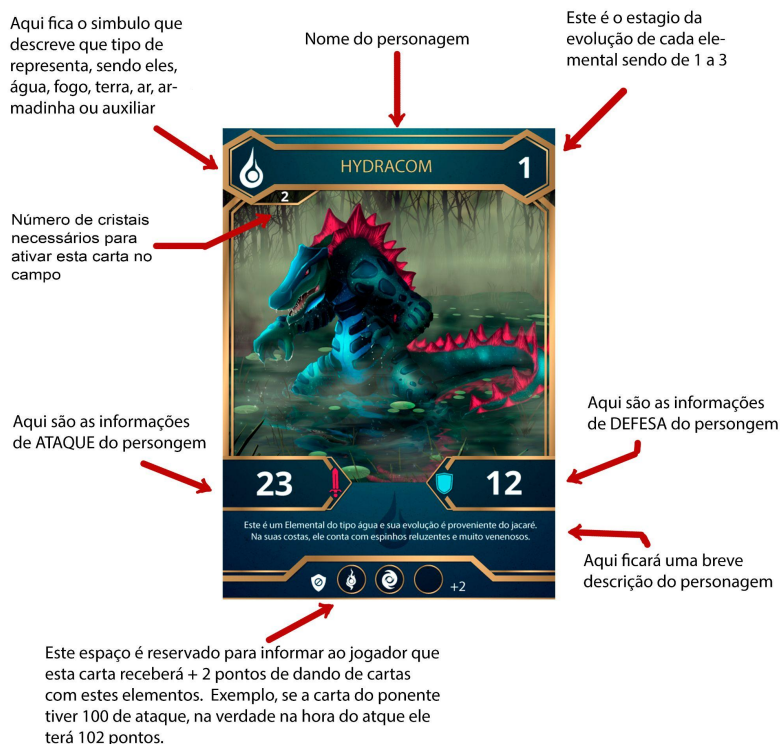 Aqui fica o simbulo que
descreve que tipo de
representa, sendo eles,
água, fogo, terra, ar, ar-
madinha ou auxiliar
Nome do personagem
Este é o estagio da
evolução de cada ele-
mental sendo de 1 a 3
HYDRACOM
1
2
Número de cristais
necessários para
ativar esta carta no
campo
Aqui são as informações
de ATAQUE do persongem
Aqui são as informações
de DEFESA do persongem
23
12
Este é um Elemental do tipo água e sua evolução é proveniente do jacaré.
Na suas costas, ele conta com espinhos reluzentes e muito venenosos.
Aqui ficará uma breve
descrição do personagem
+2
Este espaço é reservado para informar ao jogador que
esta carta receberá + 2 pontos de dando de cartas
com estes elementos. Exemplo, se a carta do ponente
tiver 100 de ataque, na verdade na hora do atque ele
terá 102 pontos.